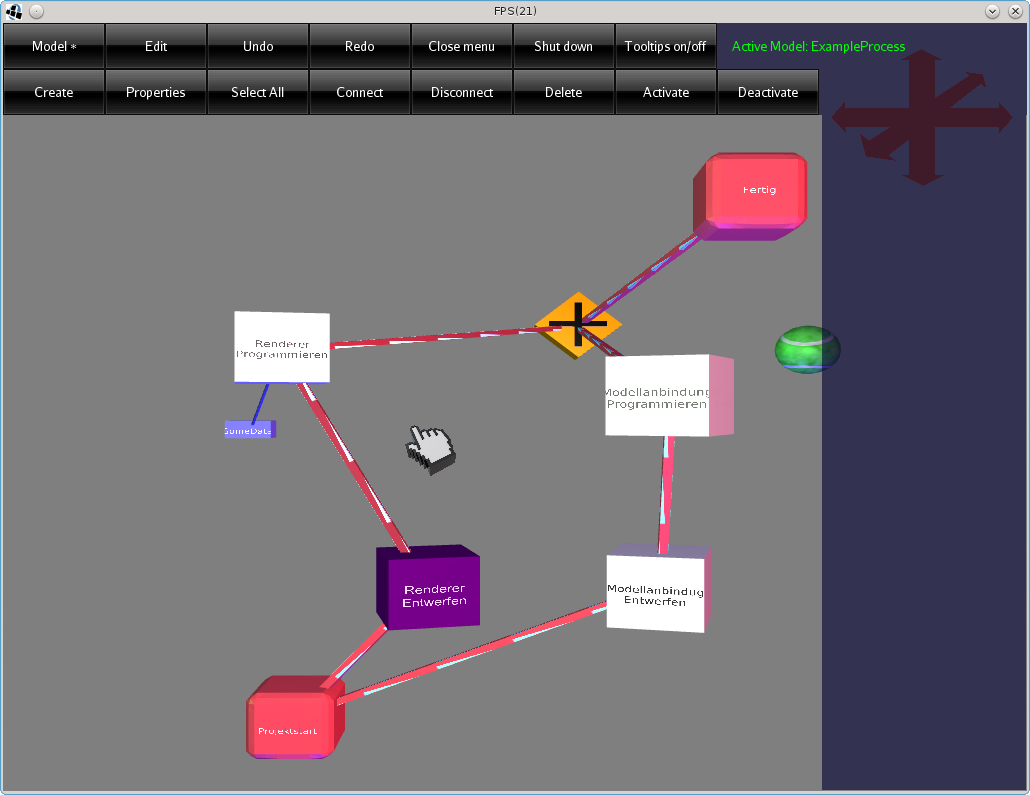 FPS(21)
Model *
Edit
Undo
Redo
Close menu
Shut down
Tooltips on/off
Active Model: ExampleProcess
Create
Properties
Select All
Connect
Disconnect
Delete
Activate
Deactivate
Fertig
Renderer
Programmieren
Modellanbindung
Programmieren
SomeData
Renderer
Entwerfen
Modellanbindug
Entwerfen
Projektstart